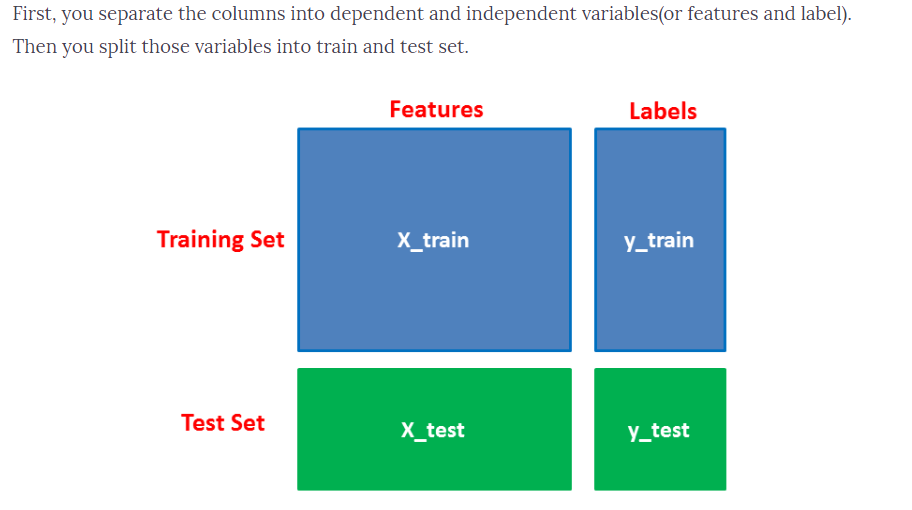 First, you separate the columns into dependent and independent variables(or features and label).
Then you split those variables into train and test set.
Features Labels
Training Set X_train y_train
Test Set X_test y_test